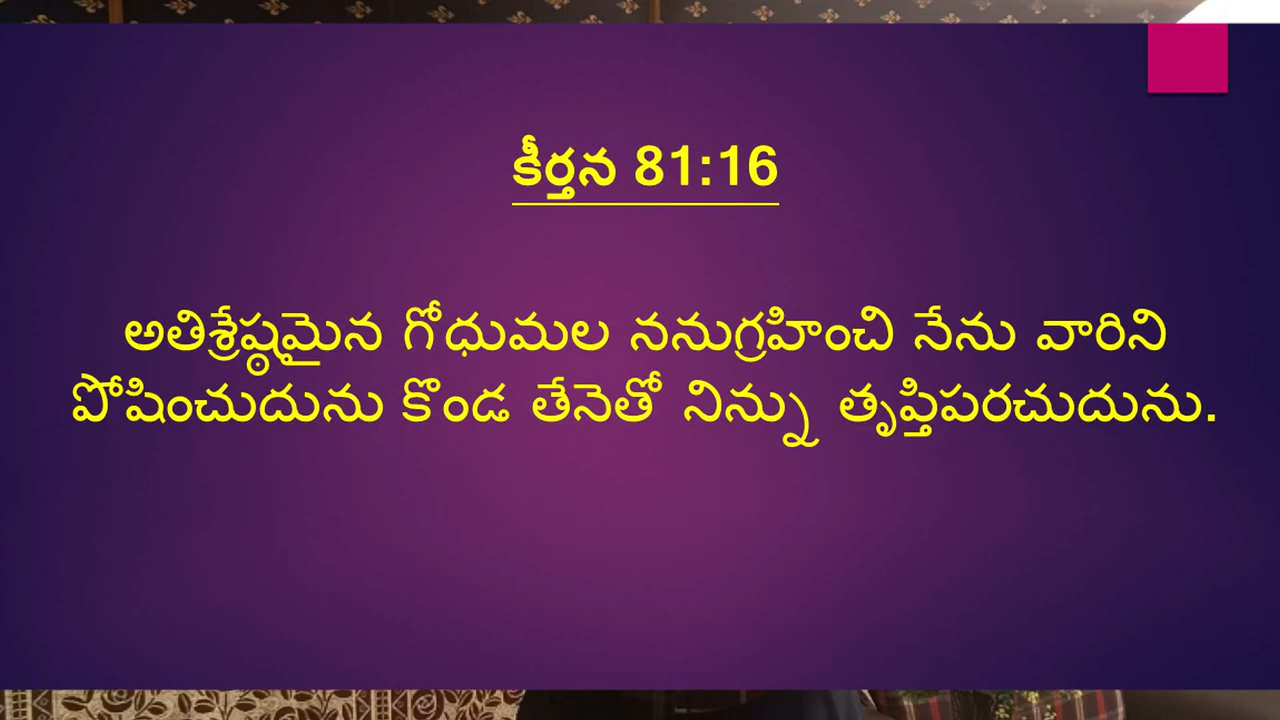 కీర్తన 81:16
అతిశ్రేష్ఠమైన గోధుమల ననుగ్రహించి నేను వారిని
పోషించుదును కొండ తేనెతో నిన్ను తృప్తిపరచుదును.